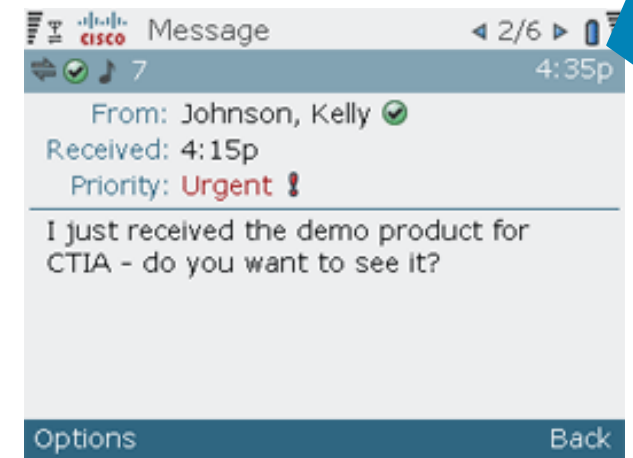 CISCO Message 2/6
7 4:35p
From: Johnson, Kelly
Received: 4:15p
Priority: Urgent
I just received the demo product for
CTIA - do you want to see it?
Options Back